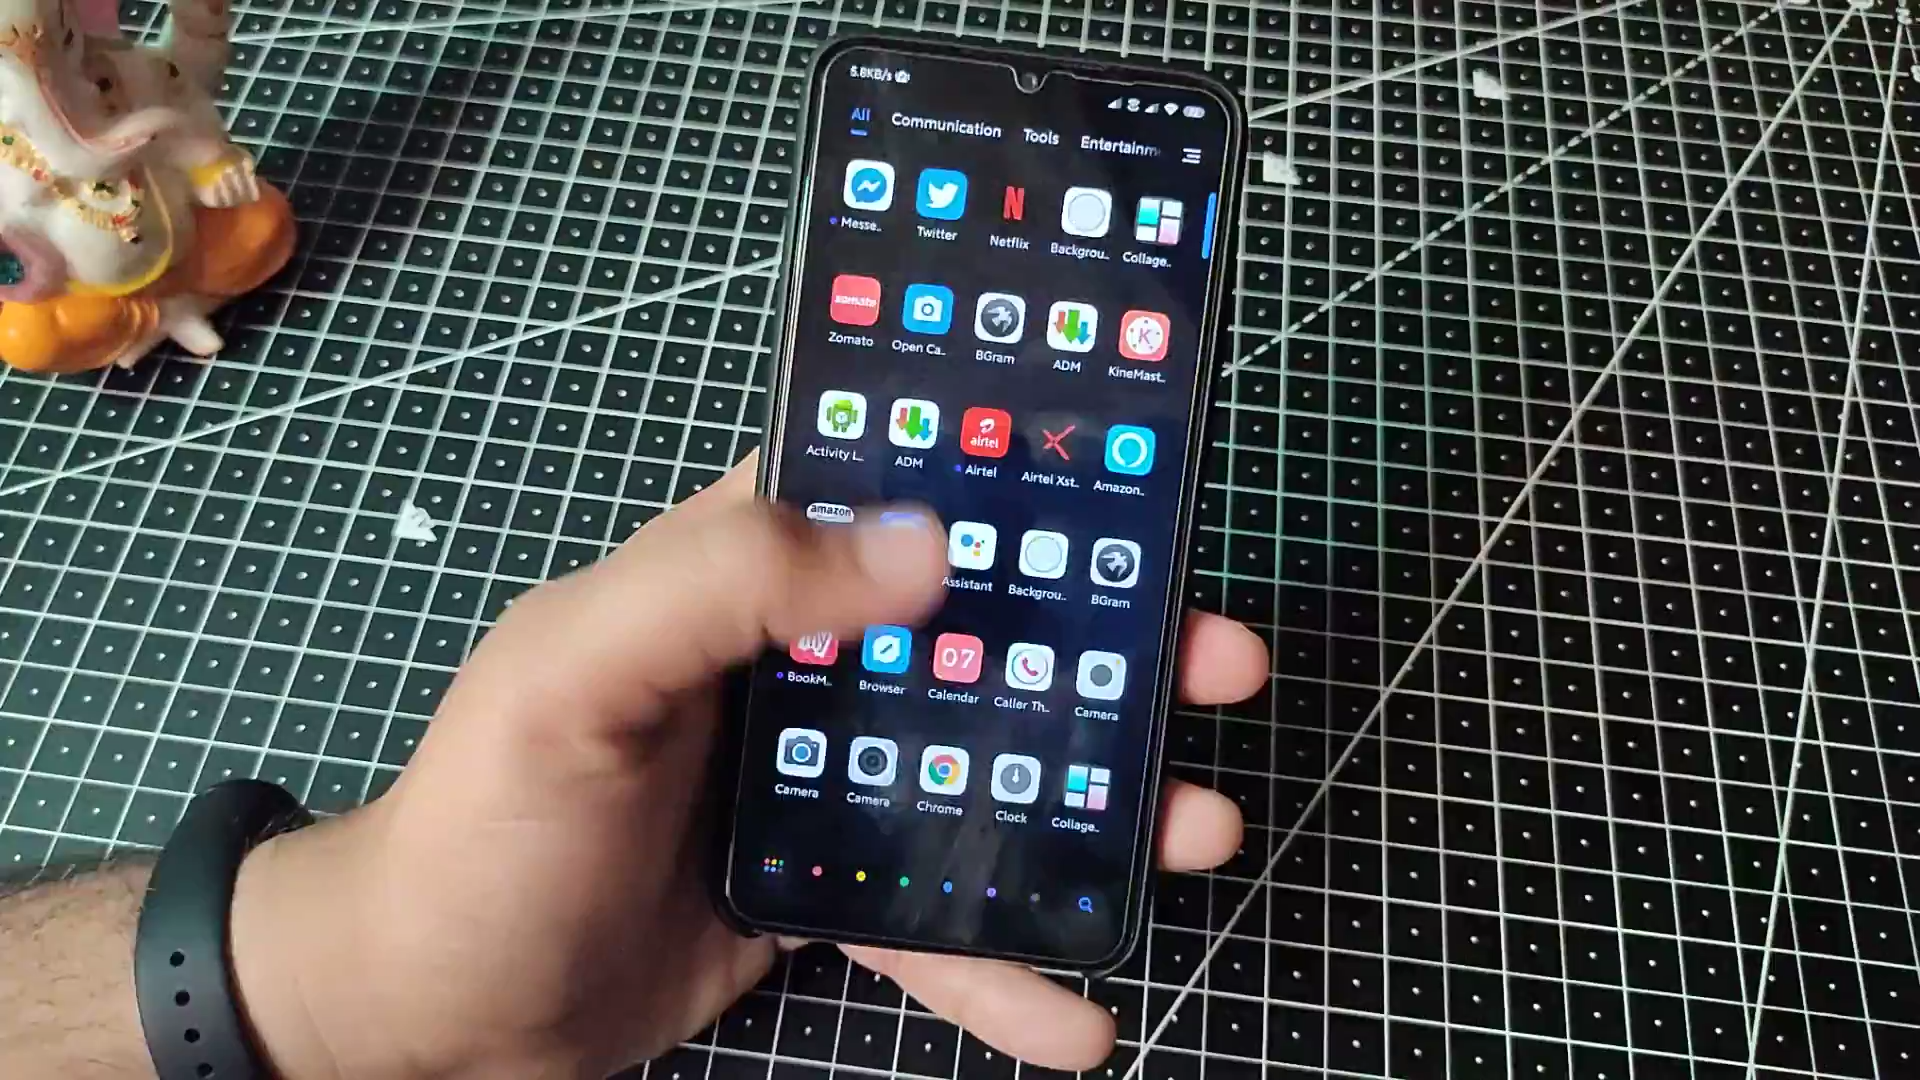 5.8KB/s
All Communication Tools Entertainm
Messe.. Twitter Netflix Backgrou.. Collage..
zomato
Zomato Open Ca.. BGram ADM KineMast..
airtel
Activity L.. ADM Airtel Airtel Xst.. Amazon..
amazon
Assistant Backgrou.. BGram
my
07
BookM.. Browser Calendar Caller Th.. Camera
Camera Camera Chrome Clock Collage..